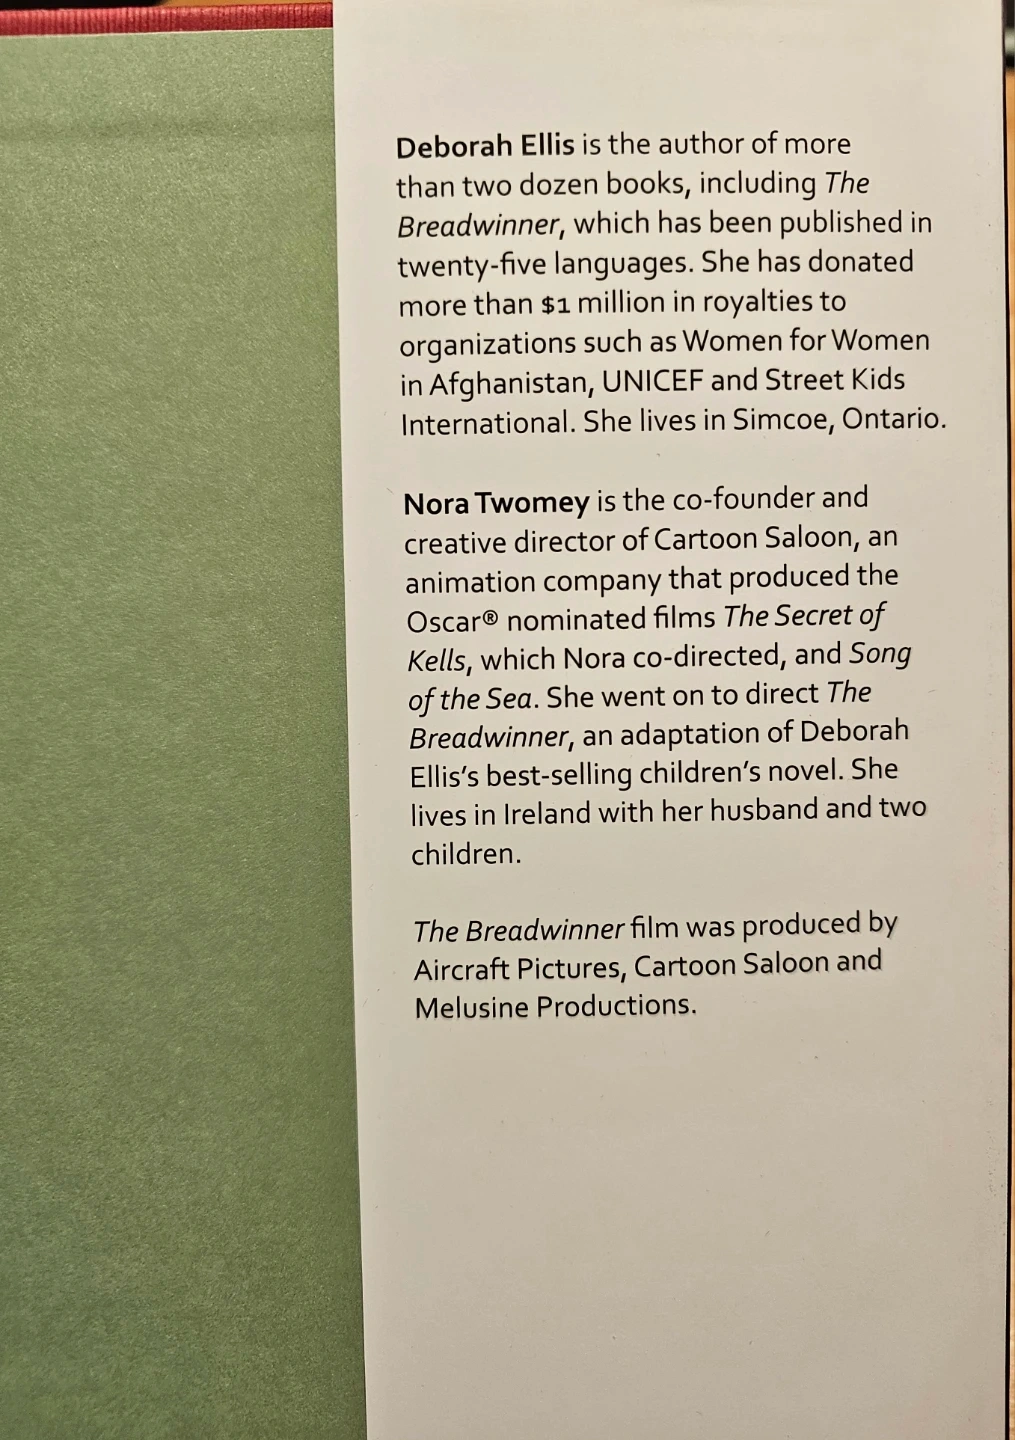 Deborah Ellis is the author of more
than two dozen books, including The
Breadwinner, which has been published in
twenty-five languages. She has donated
more than $1 million in royalties to
organizations such as Women for Women
in Afghanistan, UNICEF and Street Kids
International. She lives in Simcoe, Ontario.
Nora Twomey is the co-founder and
creative director of Cartoon Saloon, an
animation company that produced the
Oscar® nominated films The Secret of
Kells, which Nora co-directed, and Song
of the Sea. She went on to direct The
Breadwinner, an adaptation of Deborah
Ellis's best-selling children's novel. She
lives in Ireland with her husband and two
children.
The Breadwinner film was produced by
Aircraft Pictures, Cartoon Saloon and
Melusine Productions.